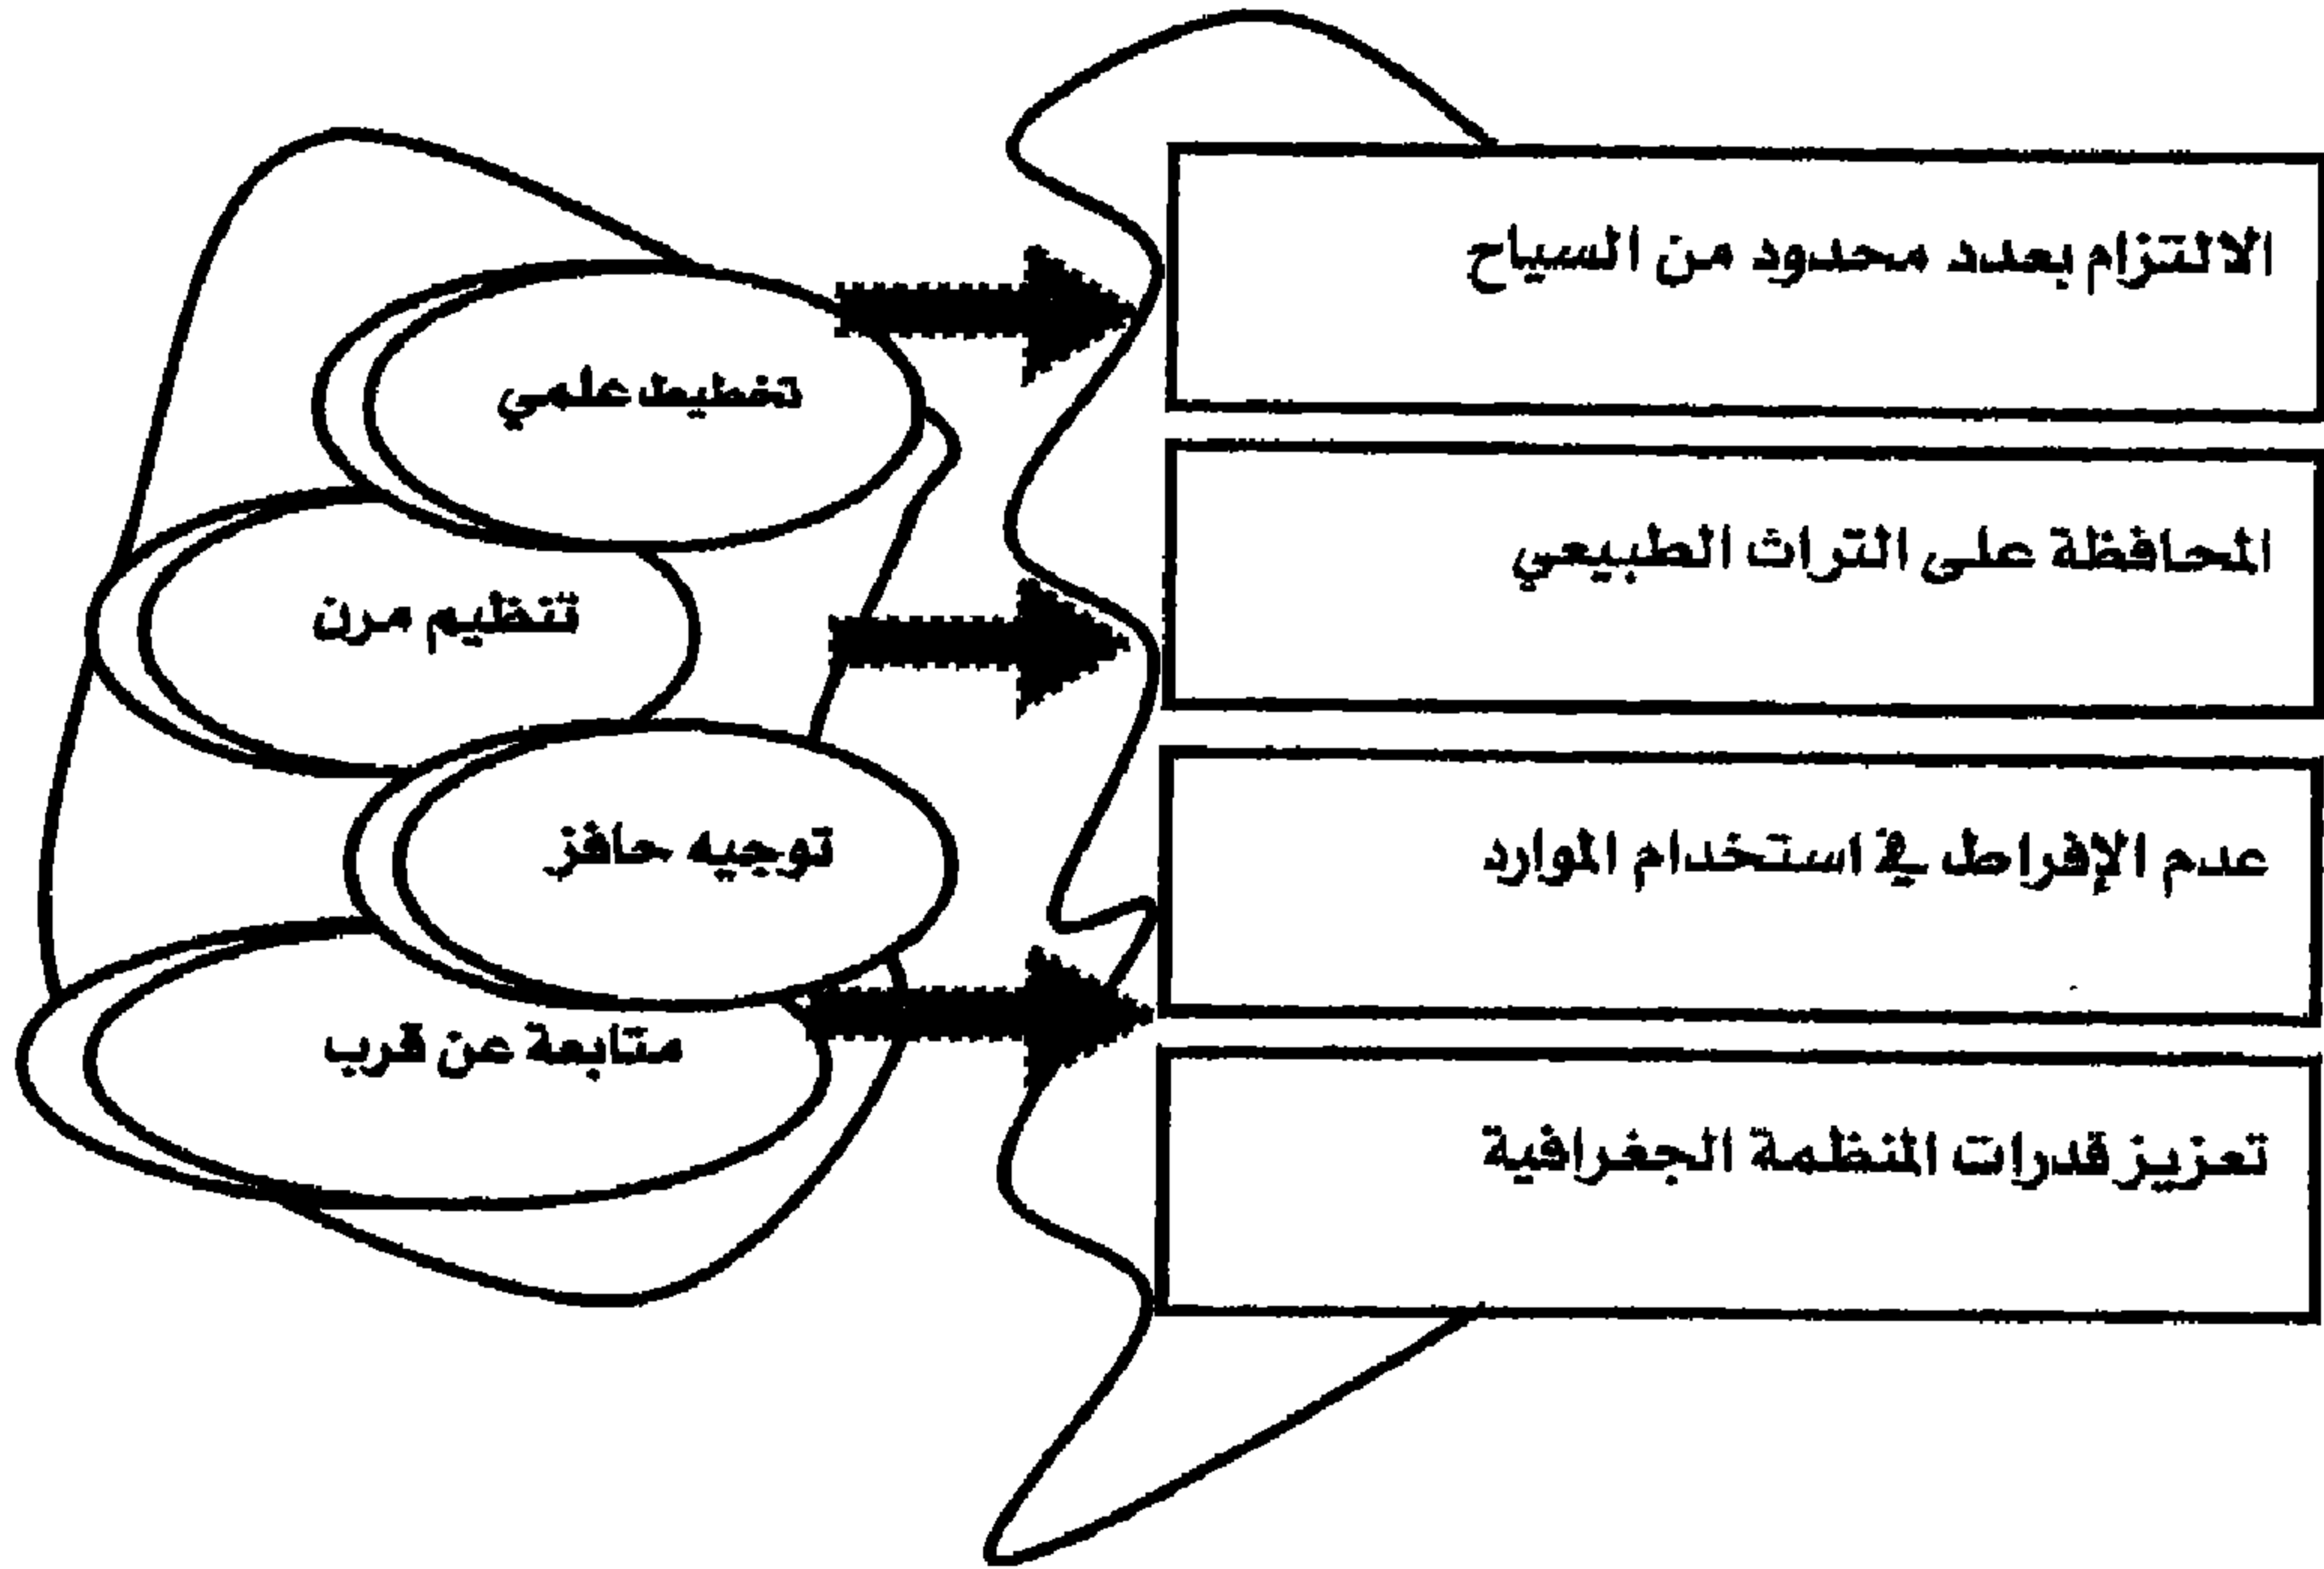 الالتزام بعدد محدود من السياح
المحافظة على التراث الطبيعي
عدم الإفراط في استخدام الموارد
تعزيز قدرات المنظمة الجغرافية
تخطيط علمي
تنظيم مرن
توجيه حافز
متابعة عن قرب